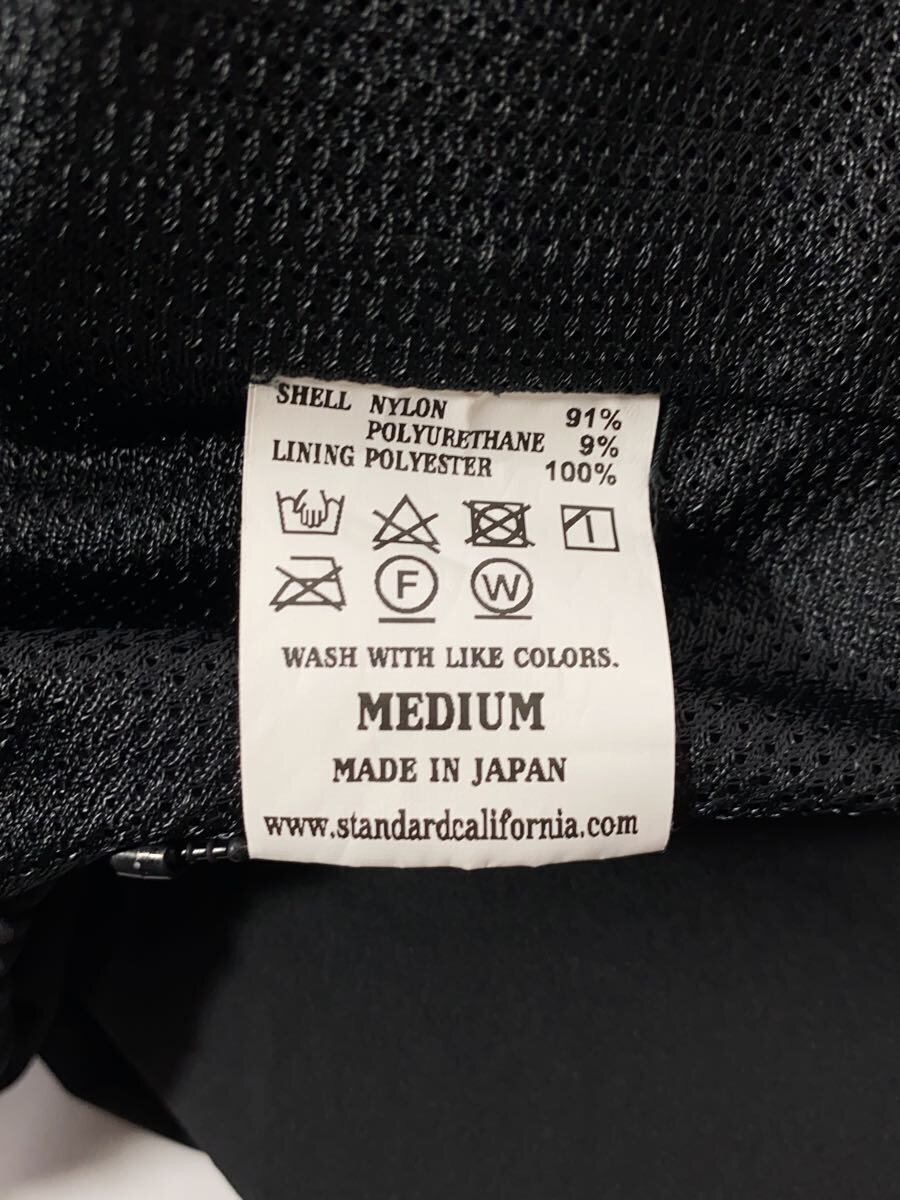 SHELL NYLON 91%
POLYURETHANE 9%
LINING POLYESTER 100%
F W
WASH WITH LIKE COLORS.
MEDIUM
MADE IN JAPAN
www.standardcalifornia.com